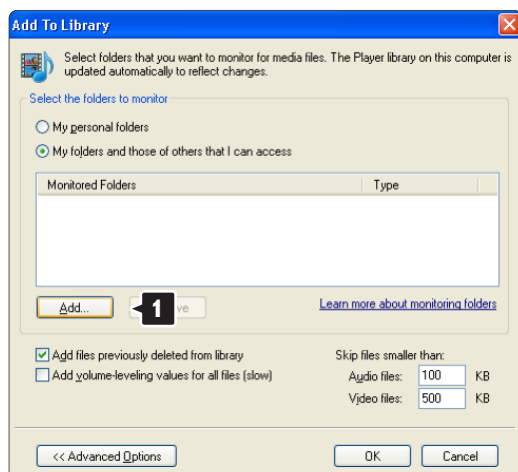 Add To Library
Select folders that you want to monitor for media files. The Player library on this computer is
updated automatically to reflect changes.
Select the folders to monitor
My personal folders
My folders and those of others that I can access
Monitored Folders Type
Add... 1 ve Learn more about monitoring folders
Add files previously deleted from library Skip files smaller than:
Add volume-leveling values for all files (slow) Audio files: 100 KB
Video files: 500 KB
<< Advanced Options OK Cancel